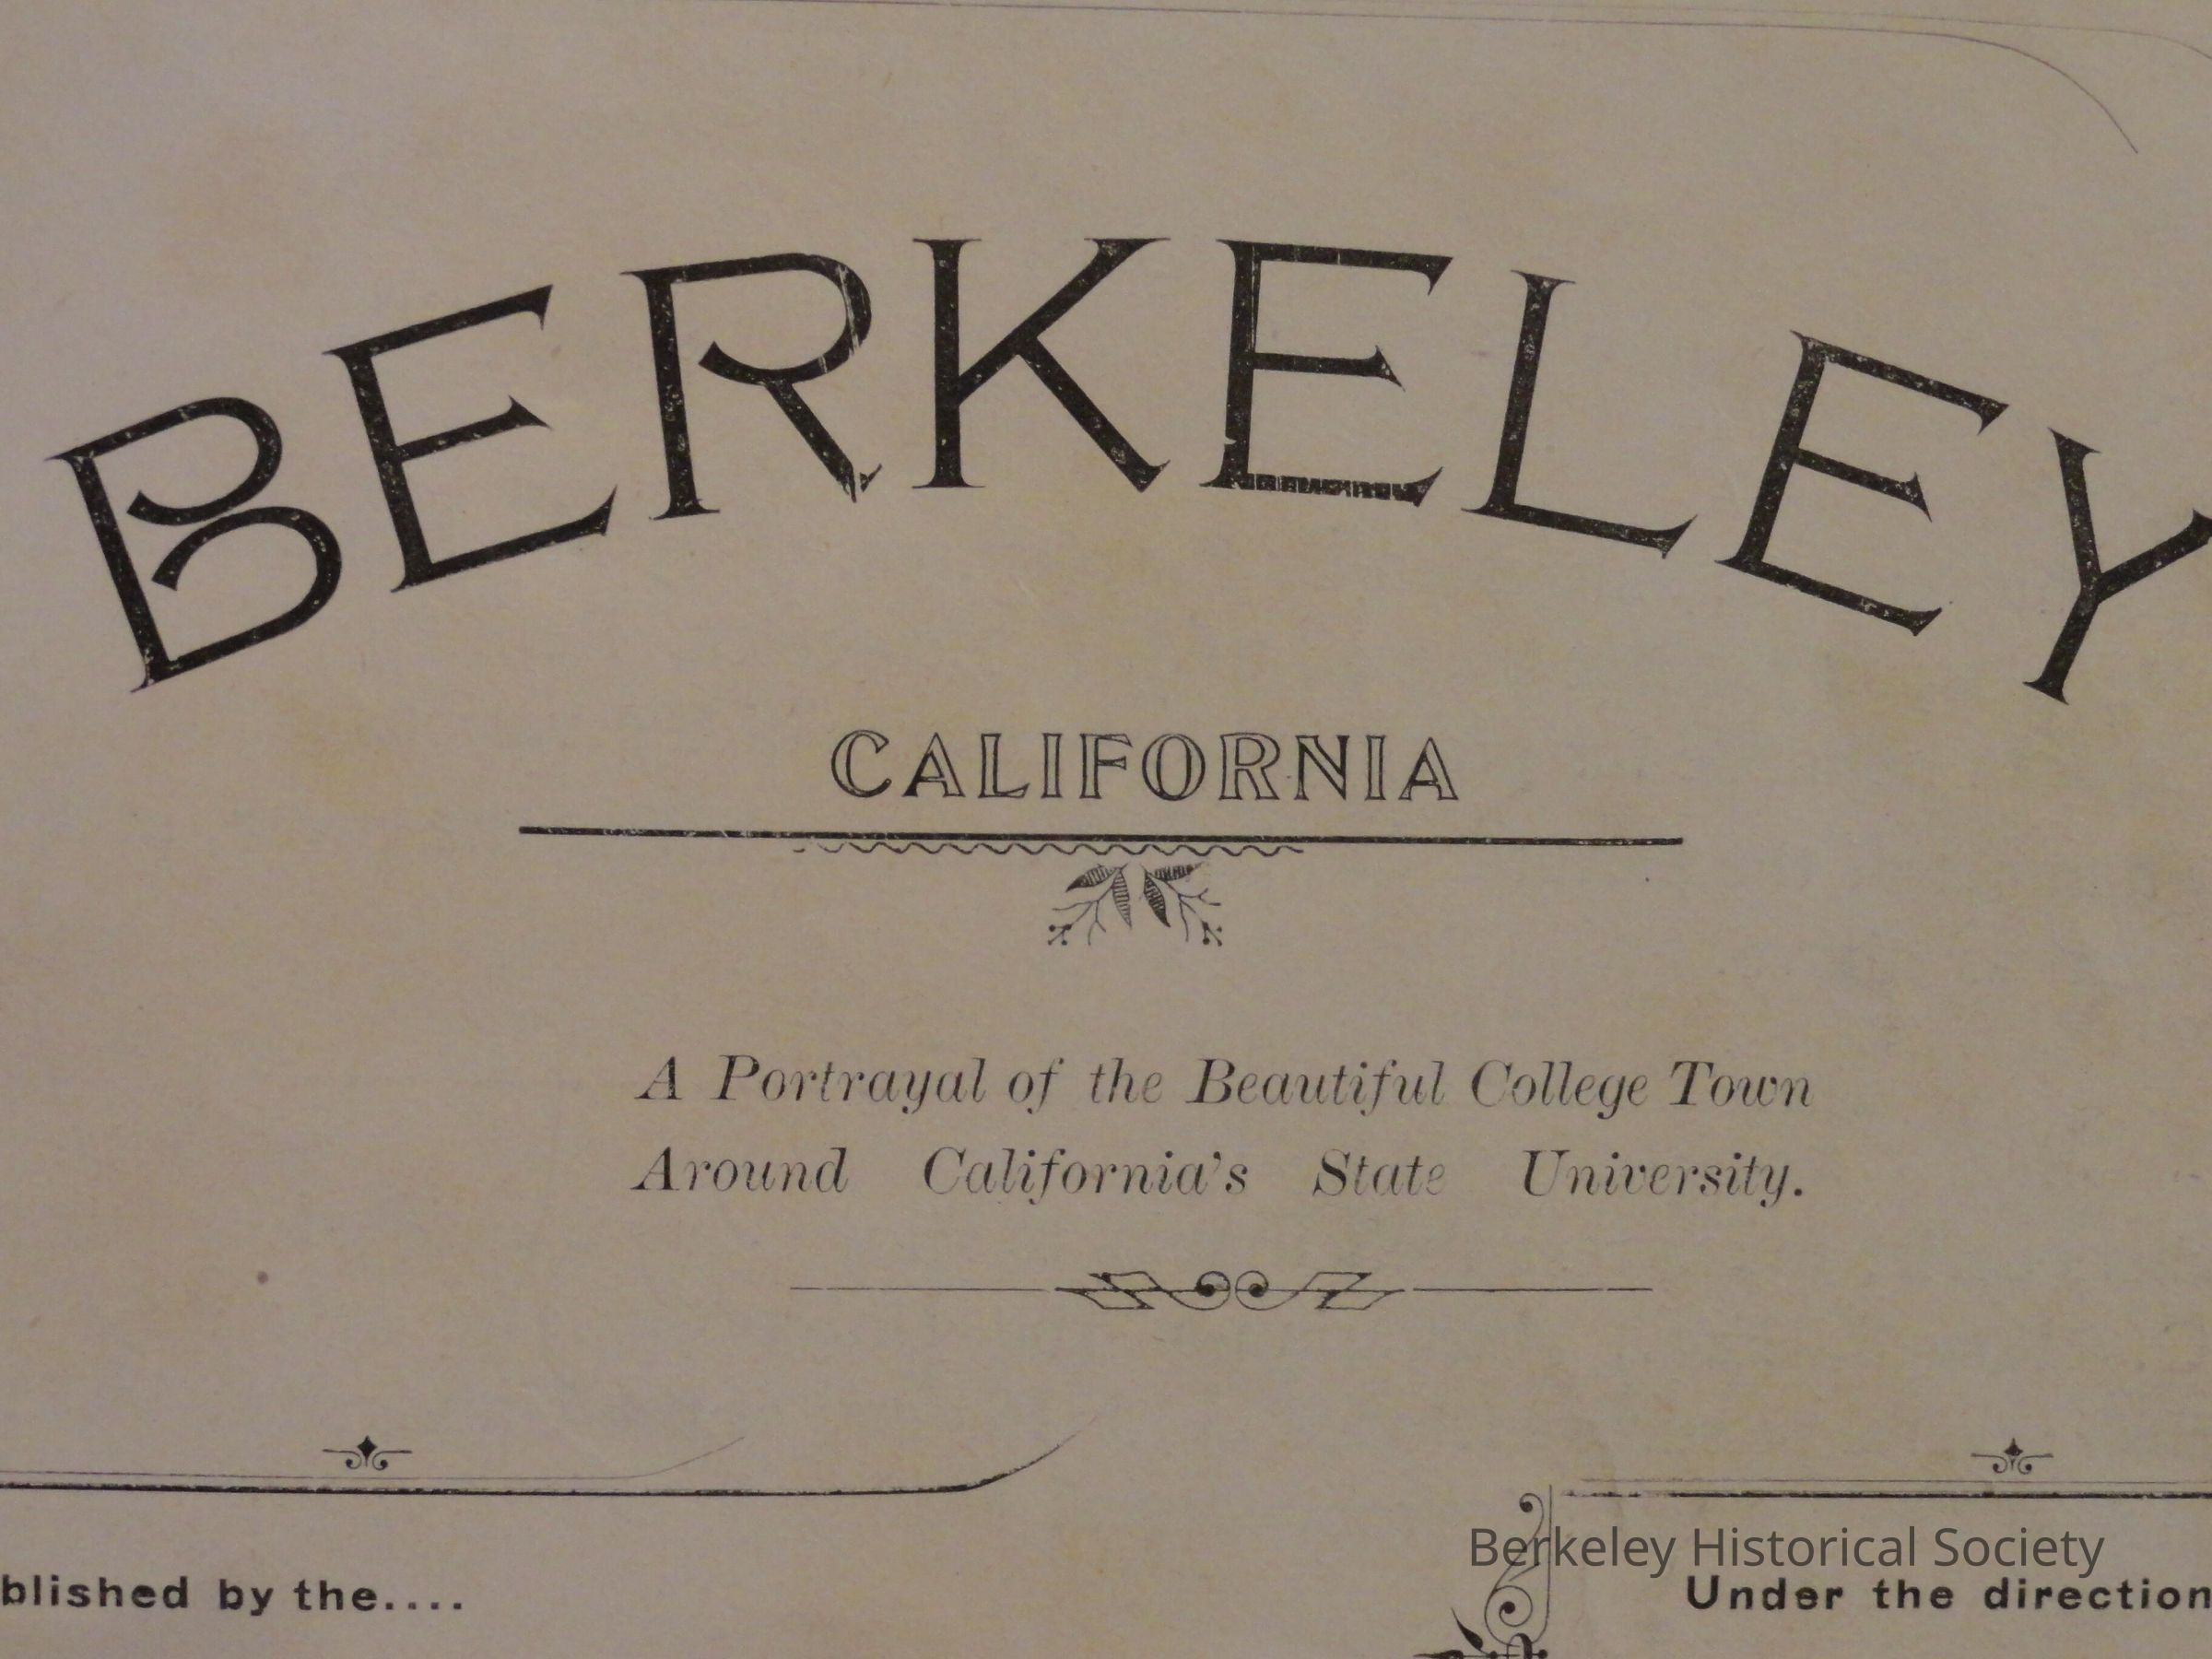 BERKELEY
CALIFORNIA
A Portrayal of the Beautiful College Town
Around California's State University.
Berkeley Historical Society
blished by the....
Under the direction